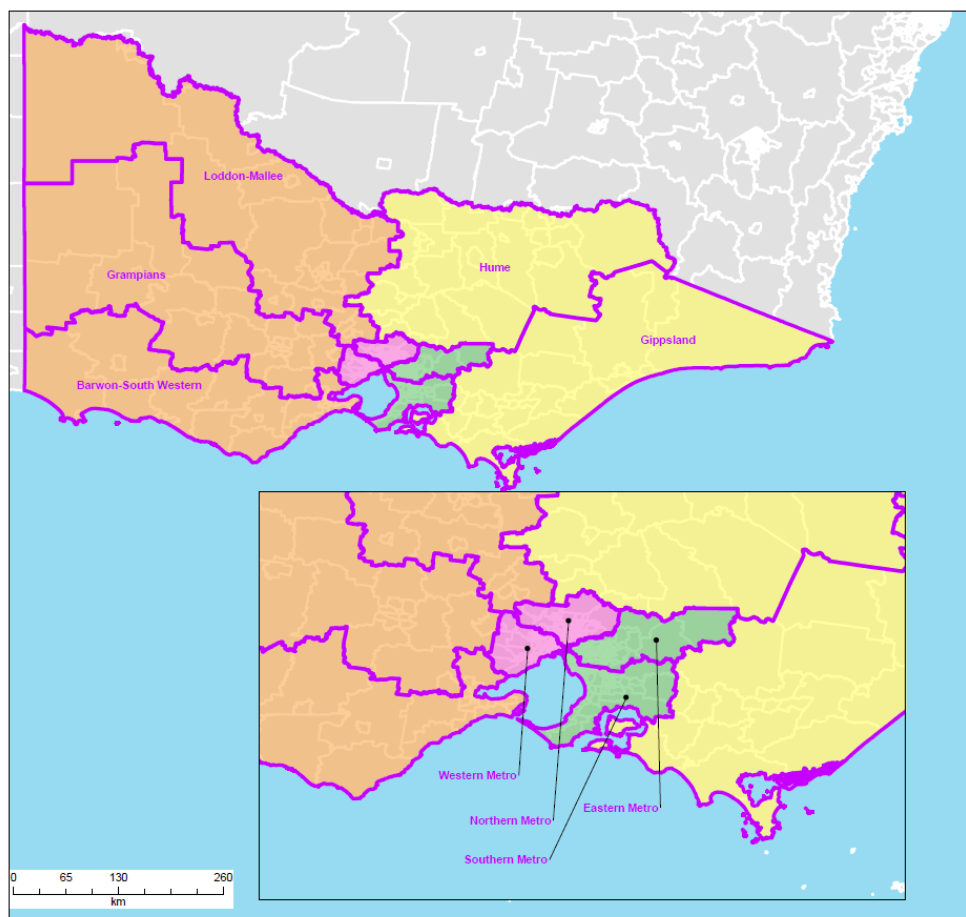 Loddon-Mallee
Hume
Grampians
Gippsland
Barwon-South Western
Western Metro
Eastern Metro
Northern Metro
Southern Metro
0 65 130 260
km